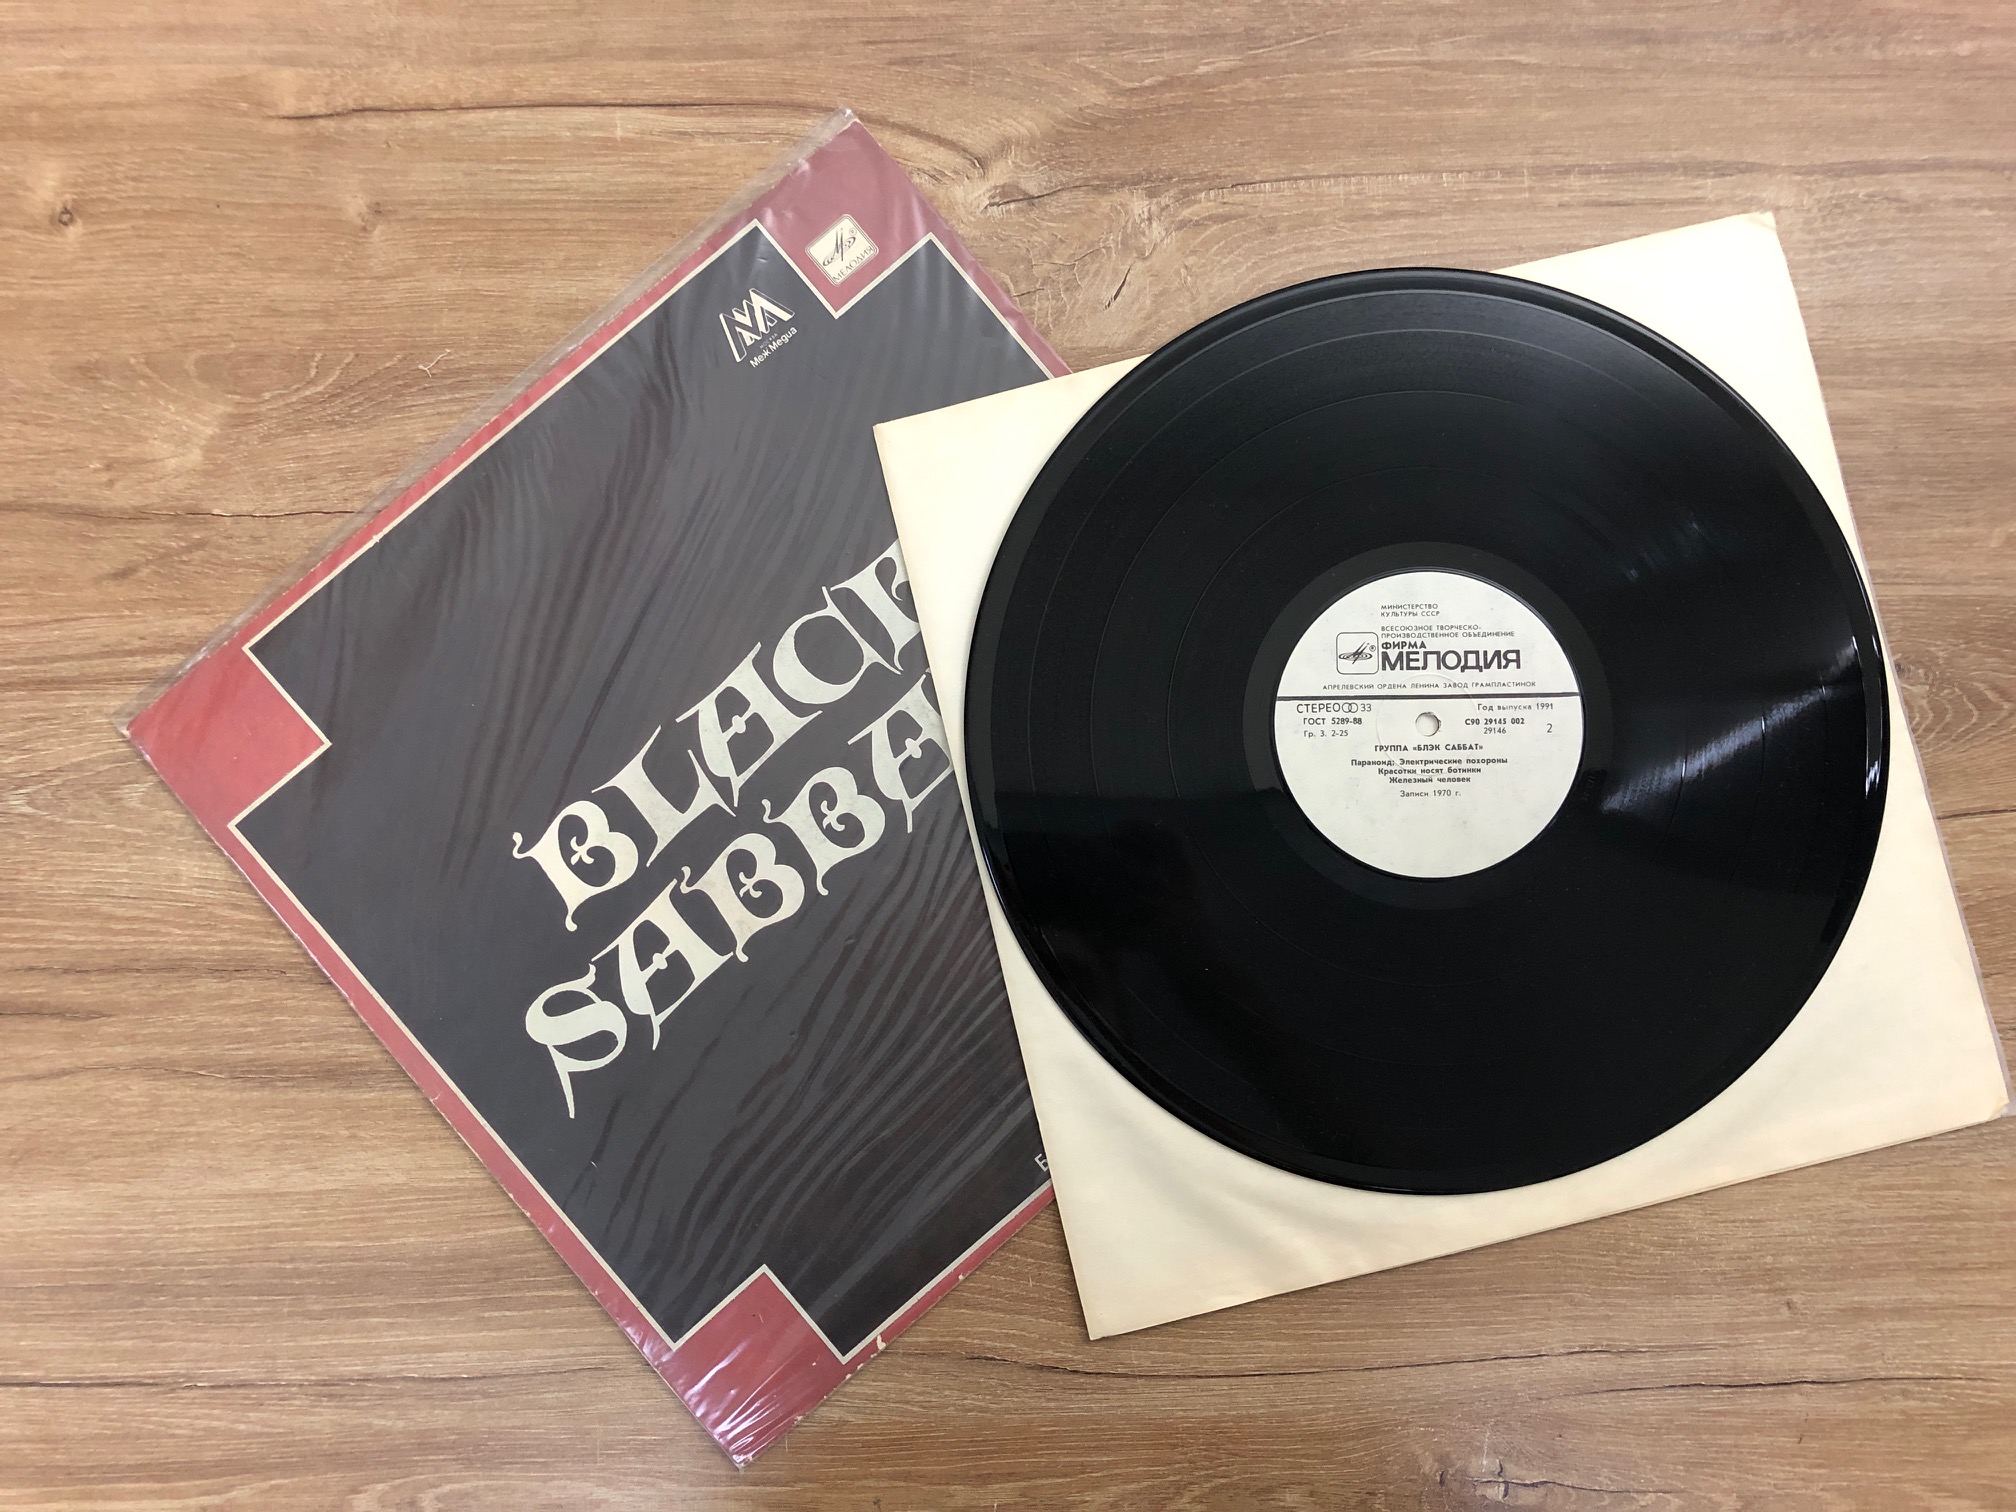 МЕЛОДИЯ
МОСКВА
Меж Медиа
BLACK
SABBA
МИНИСТЕРСТВО
КУЛЬТУРЫ СССР
ВСЕСОЮЗНОЕ ТВОРЧЕСКО-
ПРОИЗВОДСТВЕННОЕ ОБЪЕДИНЕНИЕ
ФИРМА
МЕЛОДИЯ
АПРЕЛЕВСКИЙ ОРДЕНА ЛЕНИНА ЗАВОД ГРАМПЛАСТИНОК
СТЕРЕО 33
Год выпуска 1991
ГОСТ 5289-88
С90 29145 002
Гр. 3. 2-25
29146
2
ГРУППА «БЛЭК САББАТ»
Параноид: Электрические похороны
Красотки носят ботинки
Железный человек
Записи 1970 г.